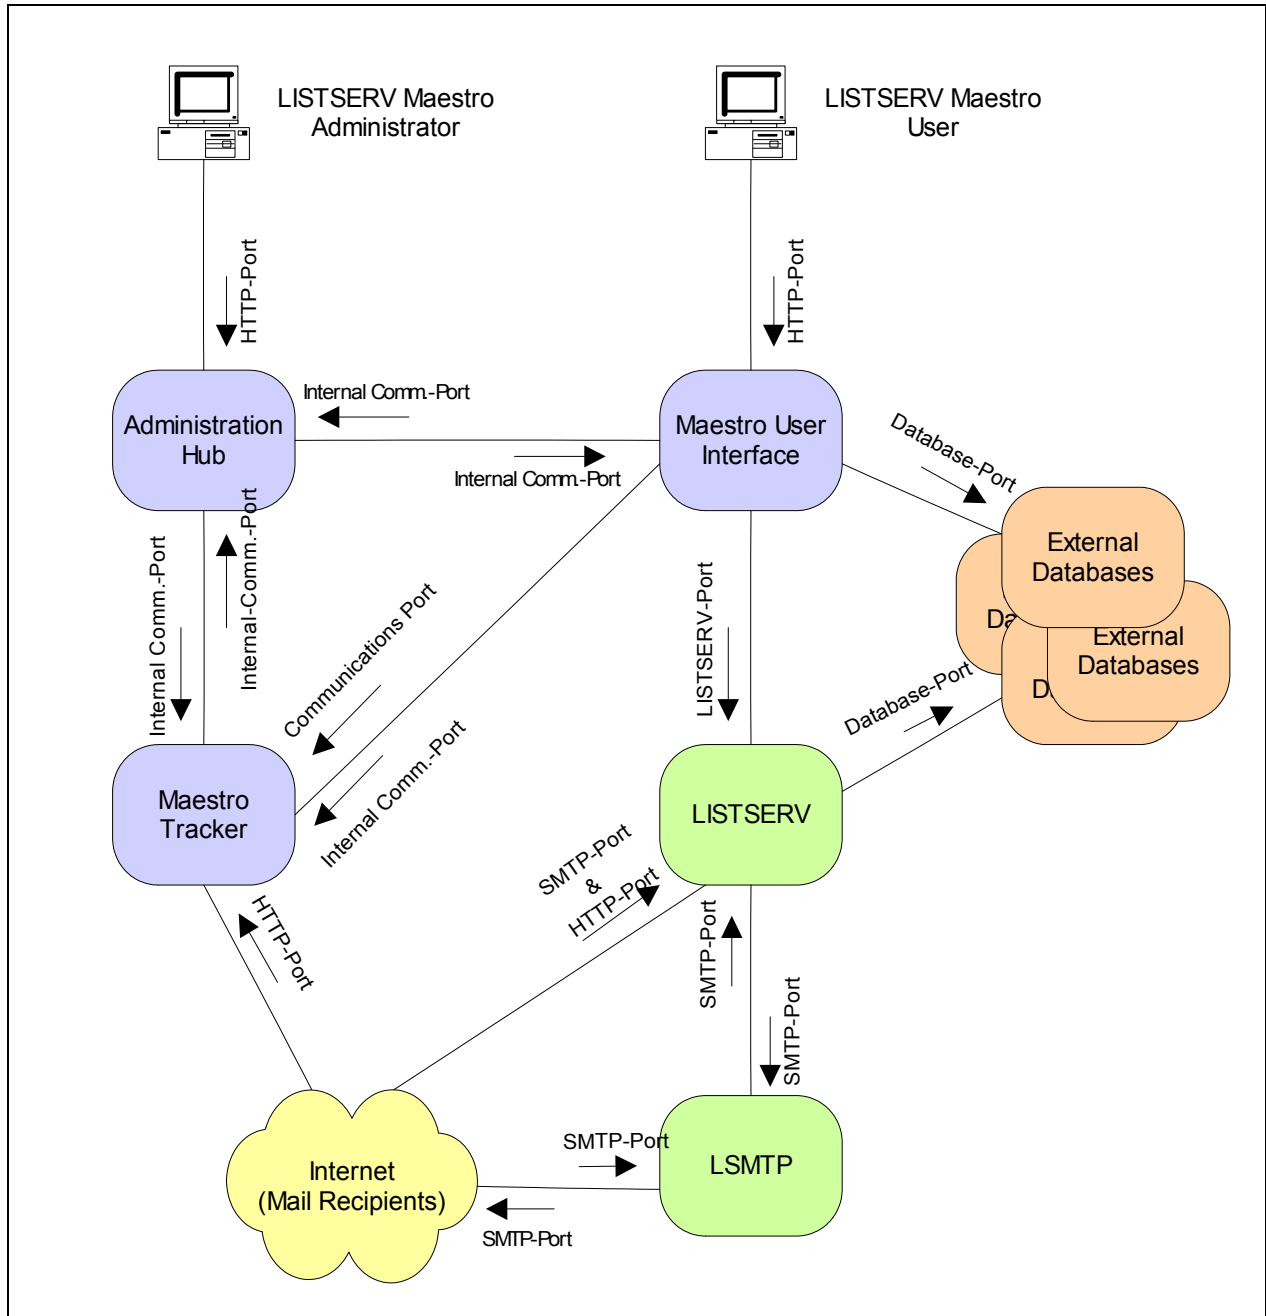 LISTSERV Maestro
Administrator
LISTSERV Maestro
User
HTTP-Port
HTTP-Port
Administration
Hub
Internal Comm.-Port
Internal Comm.-Port
Maestro User
Interface
Database-Port
External
Databases
Da
External
Databases
D
Internal Comm.-Port
Internal-Comm.-Port
Communications Port
Internal Comm.-Port
LISTSERV-Port
Database-Port
Maestro
Tracker
LISTSERV
HTTP-Port
SMTP-Port
&
HTTP-Port
SMTP-Port
SMTP-Port
Internet
(Mail Recipients)
SMTP-Port
SMTP-Port
LSMTP